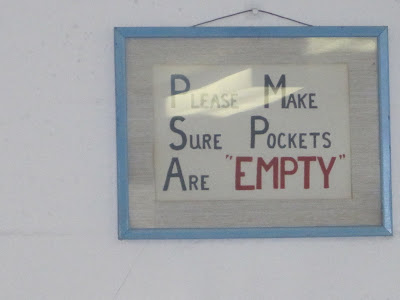 Please Make
Sure Pockets
Are "EMPTY"